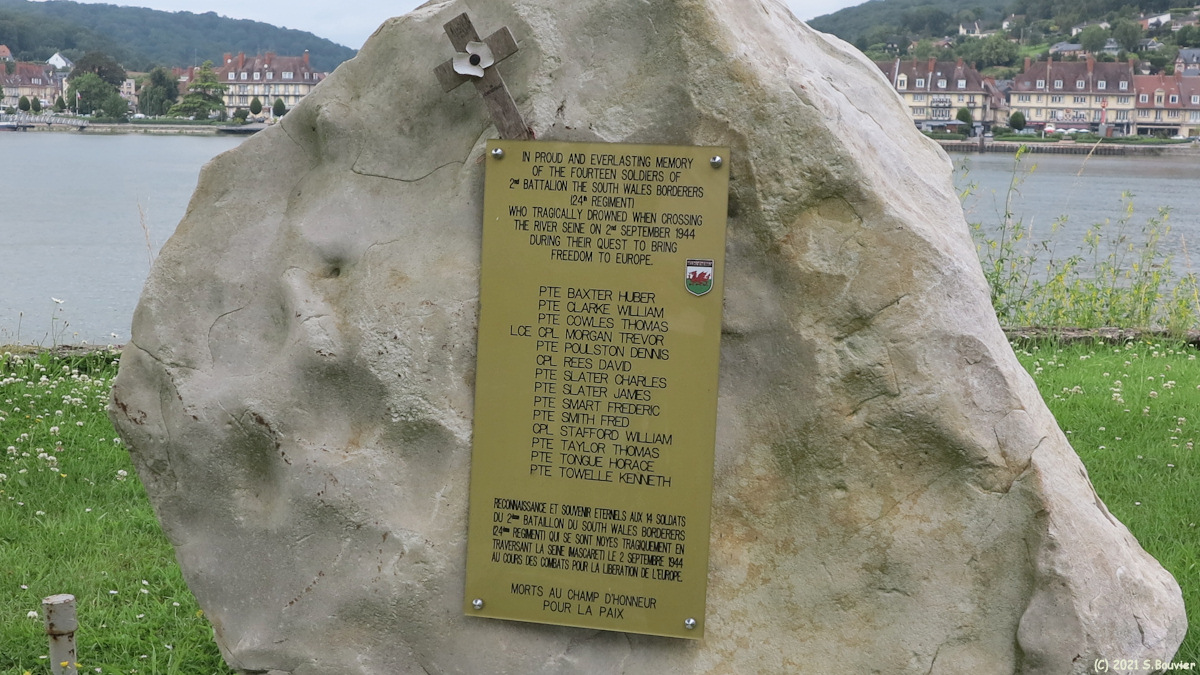 IN PROUD AND EVERLASTING MEMORY
OF THE FOURTEEN SOLDIERS OF
2nd BATTALION THE SOUTH WALES BORDERERS
(24th REGIMENT)
WHO TRAGICALLY DROWNED WHEN CROSSING
THE RIVER SEINE ON 2nd SEPTEMBER 1944
DURING THEIR QUEST TO BRING
FREEDOM TO EUROPE.
PTE BAXTER HUBER
PTE CLARKE WILLIAM
PTE COWLES THOMAS
LCE CPL MORGAN TREVOR
PTE POULSTON DENNIS
CPL REES DAVID
PTE SLATER CHARLES
PTE SLATER JAMES
PTE SMART FREDERIC
PTE SMITH FRED
CPL STAFFORD WILLIAM
PTE TAYLOR THOMAS
PTE TONGUE HORACE
PTE TOWELLE KENNETH
RECONNAISSANCE ET SOUVENIR ETERNELS AUX 14 SOLDATS
DU 2ème BATAILLON DU SOUTH WALES BORDERERS
(24ème REGIMENT) QUI SE SONT NOYES TRAGIQUEMENT EN
TRAVERSANT LA SEINE (MASCARET) LE 2 SEPTEMBRE 1944
AU COURS DES COMBATS POUR LA LIBERATION DE L'EUROPE.
MORTS AU CHAMP D'HONNEUR
POUR LA PAIX
(C) 2021 S.Bouvier